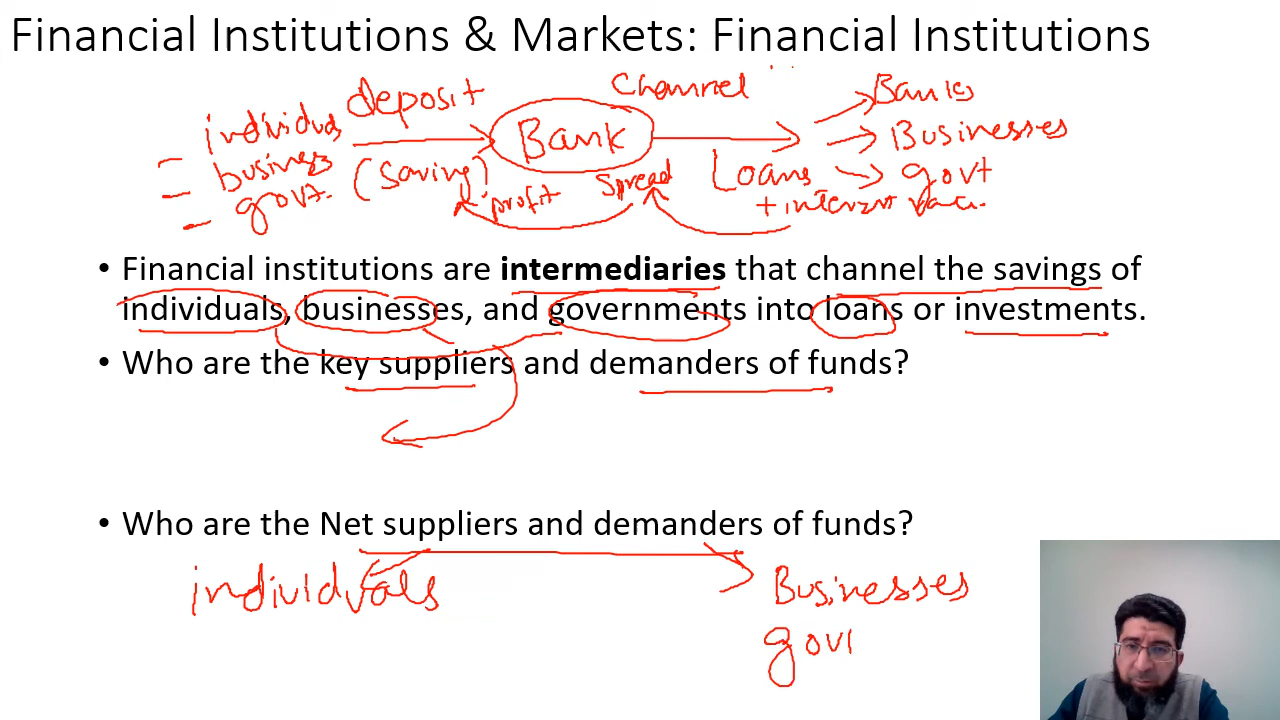 Financial Institutions & Markets: Financial Institutions
deposit
Channel
individuls
business
govt.
(saving)
Bank
Loans
+ interest
Spread
profit
Banks
Businesses
govt
• Financial institutions are intermediaries that channel the savings of
individuals, businesses, and governments into loans or investments.
• Who are the key suppliers and demanders of funds?
• Who are the Net suppliers and demanders of funds?
individuals
Businesses
govt